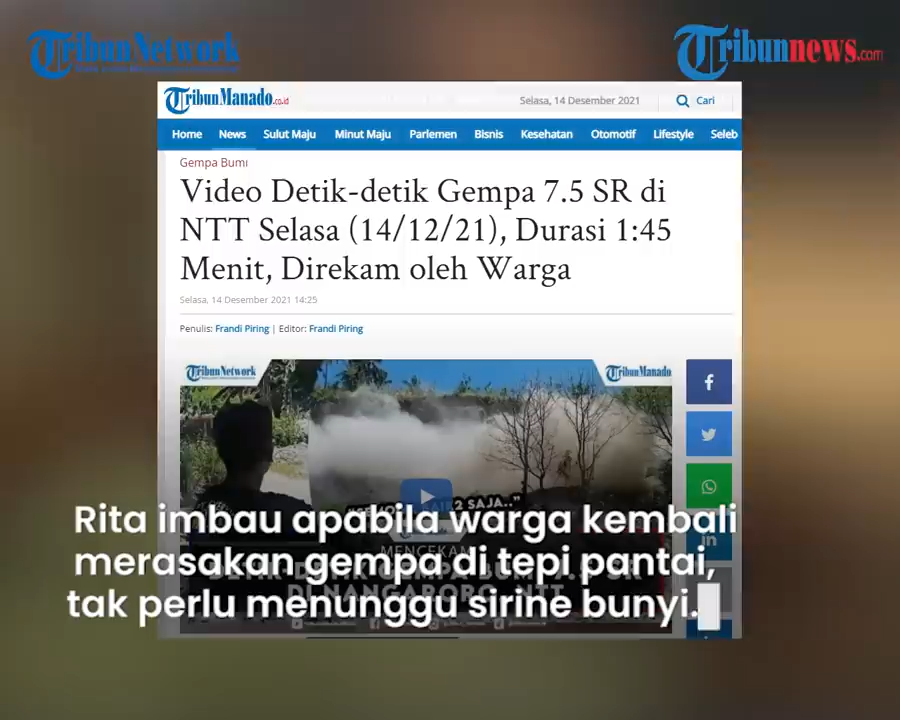 TribunNetwork
Tribunnews.com
TribunManado.co.id
Selasa, 14 Desember 2021
Cari
Home News Sulut Maju Minut Maju Parlemen Bisnis Kesehatan Otomotif Lifestyle Seleb
Gempa Bumi
Video Detik-detik Gempa 7.5 SR di
NTT Selasa (14/12/21), Durasi 1:45
Menit, Direkam oleh Warga
Selasa, 14 Desember 2021 14:25
Penulis: Frandi Piring | Editor: Frandi Piring
TribunNetwork
TribunManado
Rita imbau apabila warga kembali
merasakan gempa di tepi pantai,
tak perlu menunggu sirine bunyi.
MENCEKAM